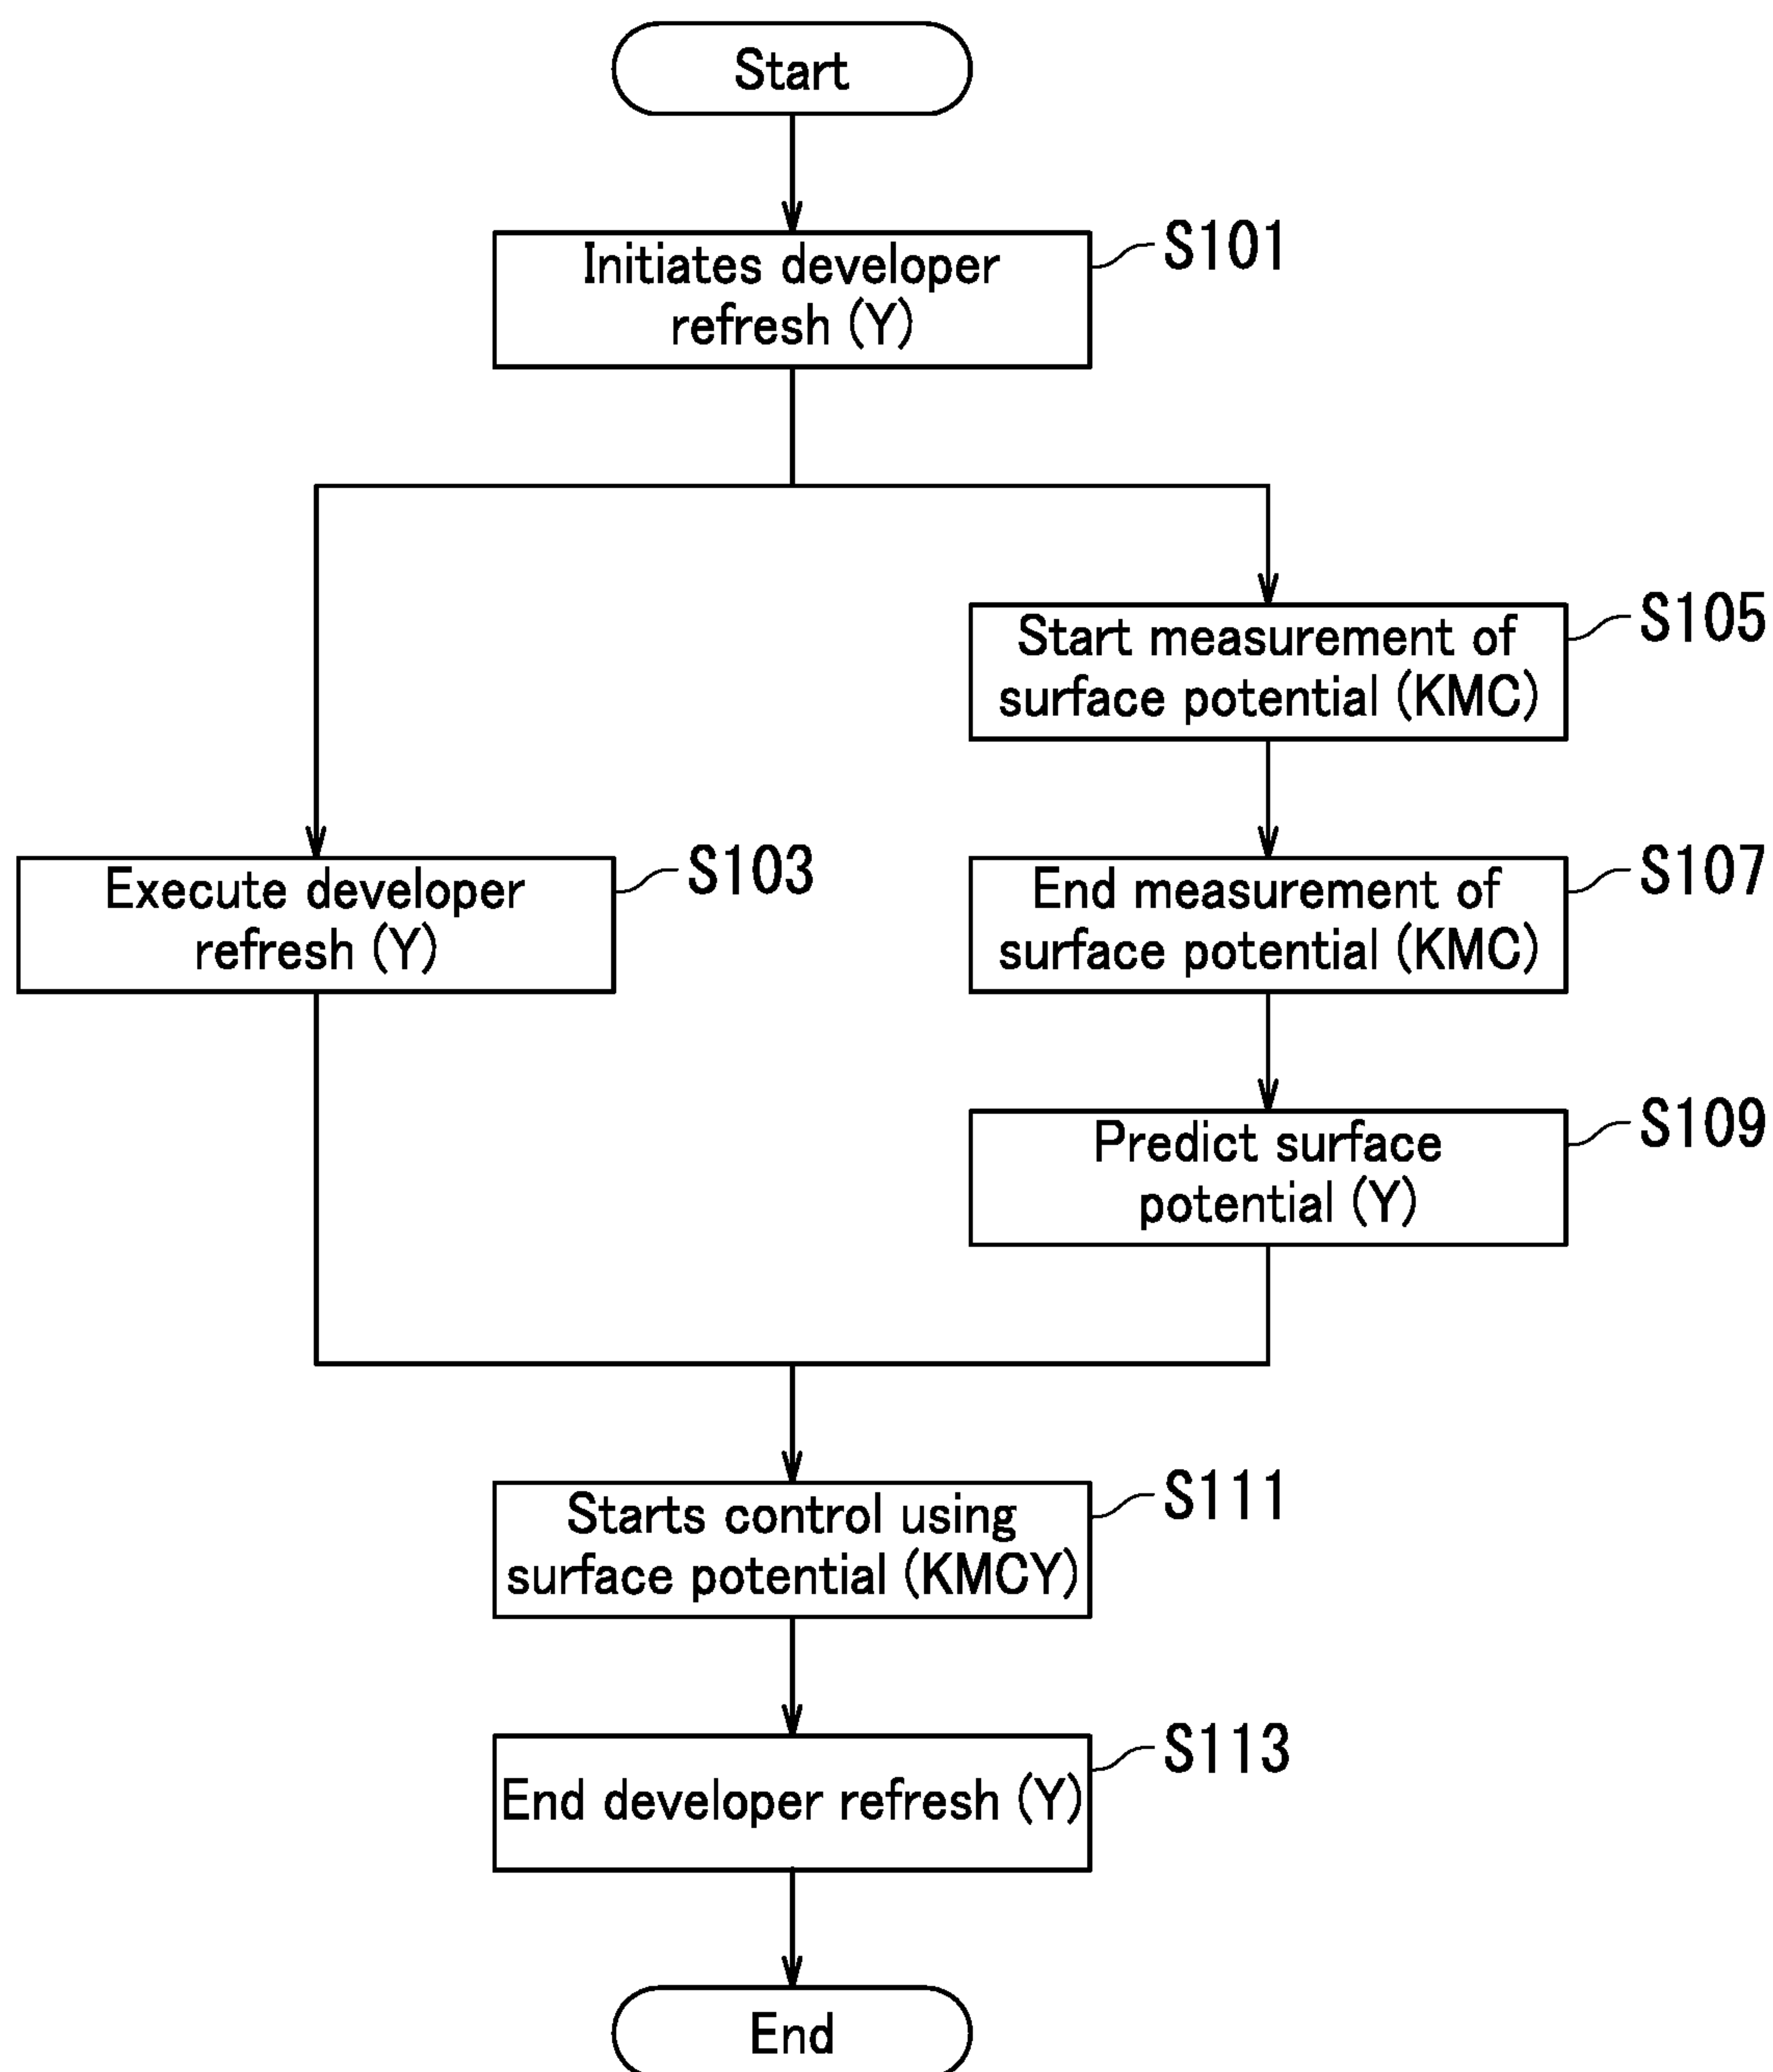 Start
Initiates developer
refresh (Y)
S101
Start measurement of
surface potential (KMC)
S105
Execute developer
refresh (Y)
S103
End measurement of
surface potential (KMC)
S107
Predict surface
potential (Y)
S109
Starts control using
surface potential (KMCY)
S111
End developer refresh (Y)
S113
End